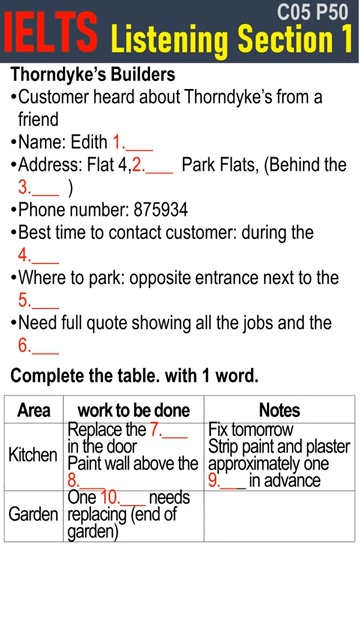 C05 P50
IELTS Listening Section 1
Thorndyke's Builders
•Customer heard about Thorndyke's from a
friend
•Name: Edith 1.___
•Address: Flat 4,2.___ Park Flats, (Behind the
3.___ )
•Phone number: 875934
•Best time to contact customer: during the
4.___
•Where to park: opposite entrance next to the
5.___
•Need full quote showing all the jobs and the
6.___
Complete the table. with 1 word.
Area work to be done Notes
Kitchen
Replace the 7.___
in the door
Paint wall above the
8.___
Fix tomorrow
Strip paint and plaster
approximately one
9.___ in advance
Garden
One 10.___ needs
replacing (end of
garden)